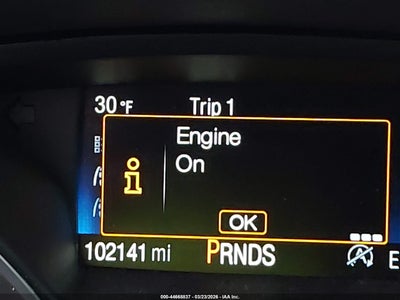 30°F Trip 1
Engine
On
OK
102141 mi PRNDS E
000-44668837 - 03/23/2026 - IAA Inc.